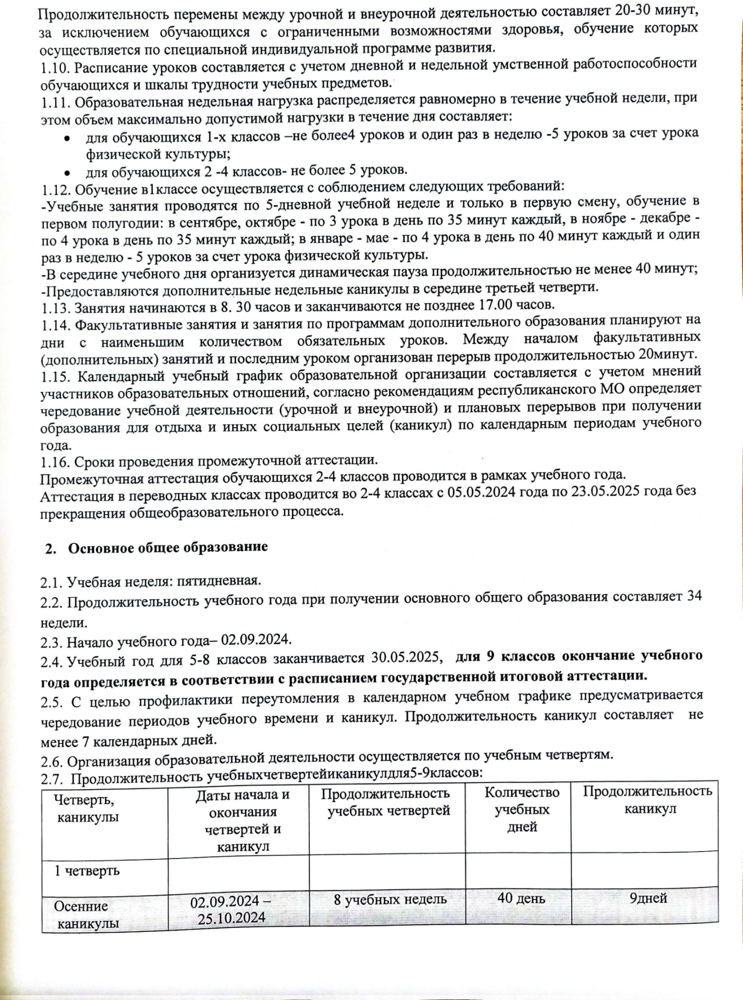 Продолжительность перемены между урочной и внеурочной деятельностью составляет 20-30 минут,
за исключением обучающихся с ограниченными возможностями здоровья, обучение которых
осуществляется по специальной индивидуальной программе развития.
1.10. Расписание уроков составляется с учетом дневной и недельной умственной работоспособности
обучающихся и шкалы трудности учебных предметов.
1.11. Образовательная недельная нагрузка распределяется равномерно в течение учебной недели, при
этом объем максимально допустимой нагрузки в течение дня составляет:
• для обучающихся 1-х классов –не более4 уроков и один раз в неделю -5 уроков за счет урока
физической культуры;
• для обучающихся 2 -4 классов- не более 5 уроков.
1.12. Обучение в1классе осуществляется с соблюдением следующих требований:
-Учебные занятия проводятся по 5-дневной учебной неделе и только в первую смену, обучение в
первом полугодии: в сентябре, октябре - по 3 урока в день по 35 минут каждый, в ноябре - декабре -
по 4 урока в день по 35 минут каждый; в январе - мае - по 4 урока в день по 40 минут каждый и один
раз в неделю - 5 уроков за счет урока физической культуры.
-В середине учебного дня организуется динамическая пауза продолжительностью не менее 40 минут;
-Предоставляются дополнительные недельные каникулы в середине третьей четверти.
1.13. Занятия начинаются в 8. 30 часов и заканчиваются не позднее 17.00 часов.
1.14. Факультативные занятия и занятия по программам дополнительного образования планируют на
дни с наименьшим количеством обязательных уроков. Между началом факультативных
(дополнительных) занятий и последним уроком организован перерыв продолжительностью 20минут.
1.15. Календарный учебный график образовательной организации составляется с учетом мнений
участников образовательных отношений, согласно рекомендациям республиканского МО определяет
чередование учебной деятельности (урочной и внеурочной) и плановых перерывов при получении
образования для отдыха и иных социальных целей (каникул) по календарным периодам учебного
года.
1.16. Сроки проведения промежуточной аттестации.
Промежуточная аттестация обучающихся 2-4 классов проводится в рамках учебного года.
Аттестация в переводных классах проводится во 2-4 классах с 05.05.2024 года по 23.05.2025 года без
прекращения общеобразовательного процесса.
2. Основное общее образование
2.1. Учебная неделя: пятидневная.
2.2. Продолжительность учебного года при получении основного общего образования составляет 34
недели.
2.3. Начало учебного года– 02.09.2024.
2.4. Учебный год для 5-8 классов заканчивается 30.05.2025, для 9 классов окончание учебного
года определяется в соответствии с расписанием государственной итоговой аттестации.
2.5. С целью профилактики переутомления в календарном учебном графике предусматривается
чередование периодов учебного времени и каникул. Продолжительность каникул составляет не
менее 7 календарных дней.
2.6. Организация образовательной деятельности осуществляется по учебным четвертям.
2.7. Продолжительность учебныхчетвертейиканикулдля5-9классов:
Четверть,
каникулы
Даты начала и
окончания
четвертей и
каникул
Продолжительность
учебных четвертей
Количество
учебных
дней
Продолжительность
каникул
1 четверть
Осенние
каникулы
02.09.2024 –
25.10.2024
8 учебных недель
40 день
9дней